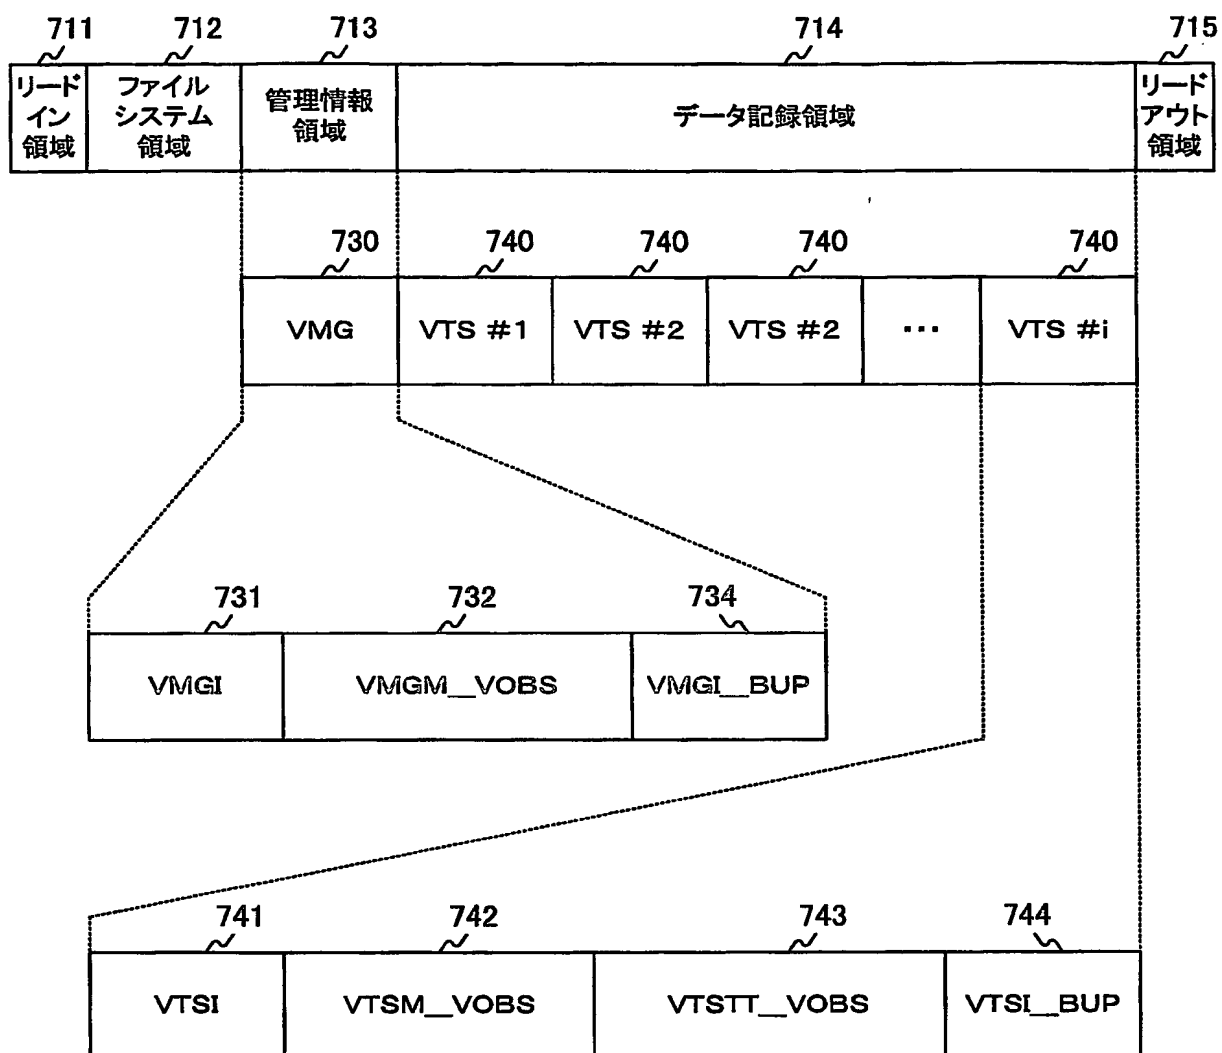 711 712 713 714 715
リード
イン
領域
ファイル
システム
領域
管理情報
領域
データ記録領域
リード
アウト
領域
730 740 740 740 740
VMG VTS #1 VTS #2 VTS #2 ... VTS #i
731 732 734
VMGI VMGM__VOBS VMGI__BUP
741 742 743 744
VTSI VTSM__VOBS VTSTT__VOBS VTSI__BUP